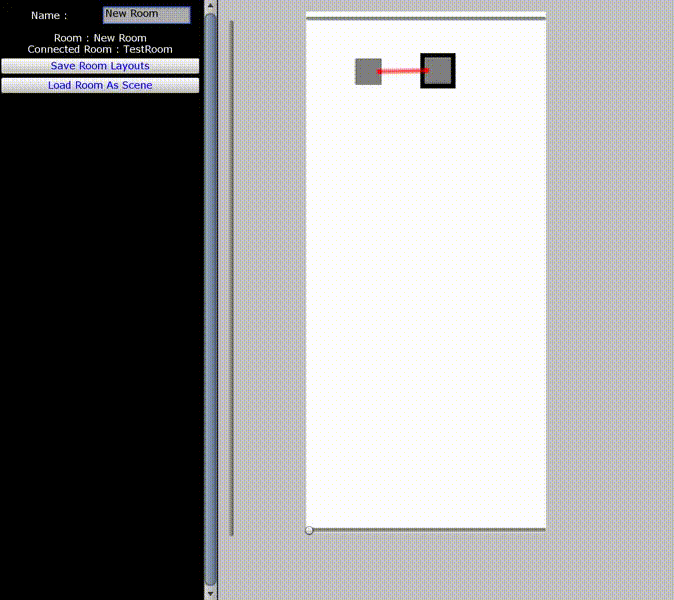 Name : New Room
Room : New Room
Connected Room : TestRoom
Save Room Layouts
Load Room As Scene